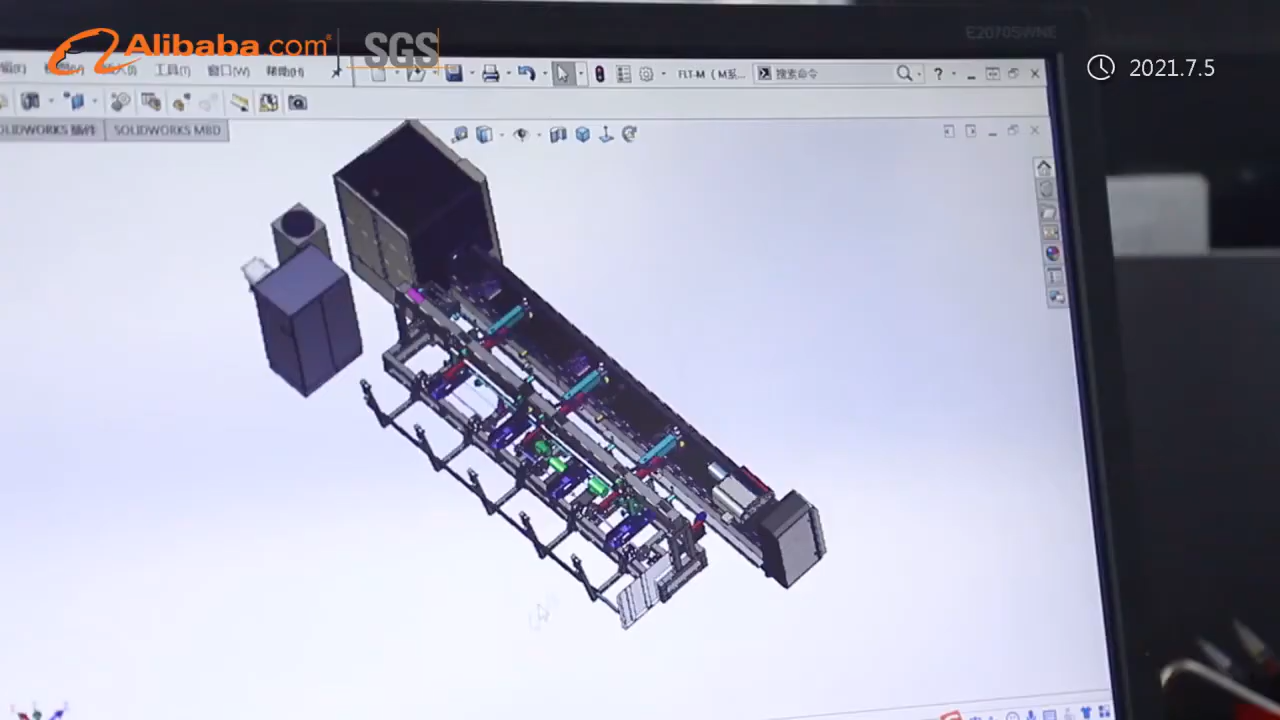 E2070SWNE
Alibaba.com® SGS
2021.7.5
工具(T) 窗口(W) 帮助(H) FLT-M ( M系... 搜索命令 ?
SOLIDWORKS 插件 SOLIDWORKS MBD